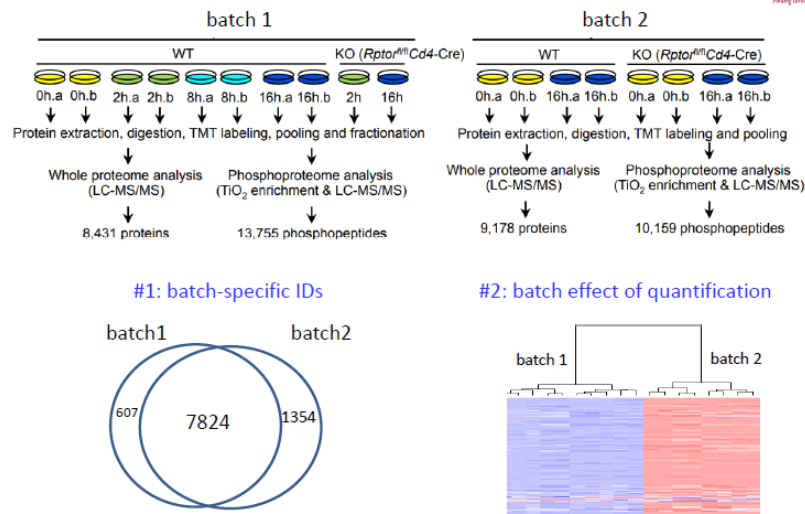 batch 1
WT
KO (Rptorfl/flCd4-Cre)
0h.a 0h.b 2h.a 2h.b 8h.a 8h.b 16h.a 16h.b 2h 16h
Protein extraction, digestion, TMT labeling, pooling and fractionation
Whole proteome analysis
(LC-MS/MS)
8,431 proteins
Phosphoproteome analysis
(TiO2 enrichment & LC-MS/MS)
13,755 phosphopeptides
batch 2
WT
KO (Rptorfl/flCd4-Cre)
0h.a 0h.b 16h.a 16h.b 0h.a 0h.b 16h.a 16h.b
Protein extraction, digestion, TMT labeling and pooling
Whole proteome analysis
(LC-MS/MS)
9,178 proteins
Phosphoproteome analysis
(TiO2 enrichment & LC-MS/MS)
10,159 phosphopeptides
#1: batch-specific IDs
batch1
batch2
607
7824
1354
#2: batch effect of quantification
batch 1
batch 2